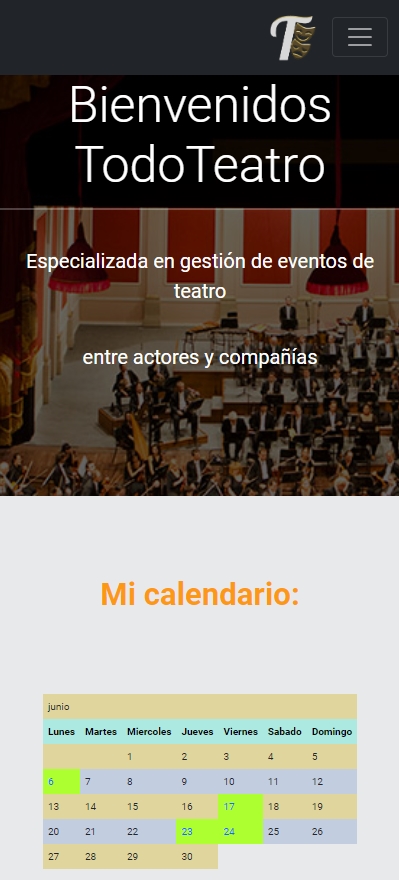 T
Bienvenidos
TodoTeatro
Especializada en gestión de eventos de
teatro
entre actores y compañías
Mi calendario:
junio
Lunes Martes Miercoles Jueves Viernes Sabado Domingo
1 2 3 4 5
6 7 8 9 10 11 12
13 14 15 16 17 18 19
20 21 22 23 24 25 26
27 28 29 30